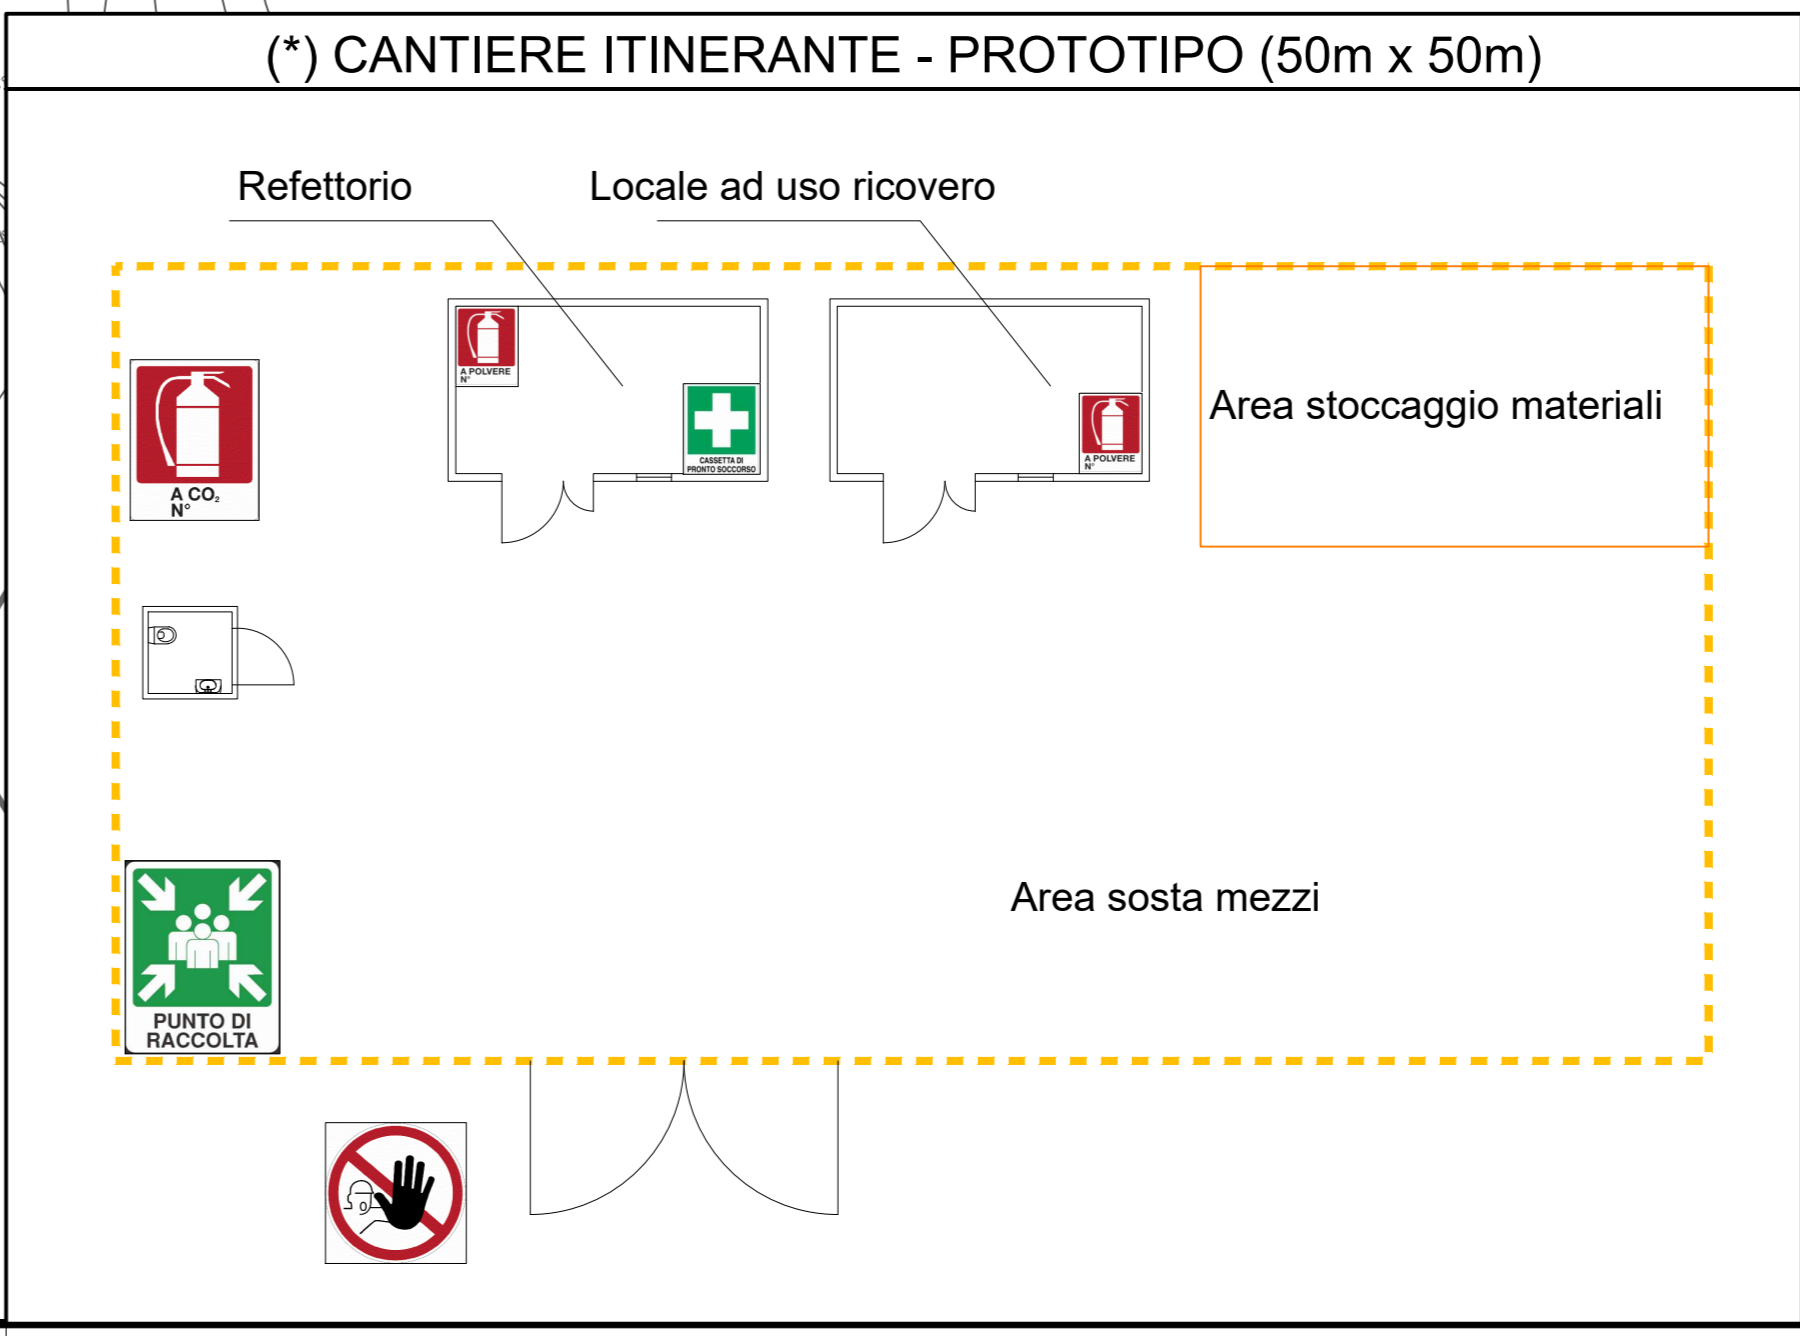 (*) CANTIERE ITINERANTE - PROTOTIPO (50m x 50m)
Refettorio
Locale ad uso ricovero
A POLVERE
N°
CASSETTA DI
PRONTO SOCCORSO
A POLVERE
N°
Area stoccaggio materiali
A CO₂
N°
Area sosta mezzi
PUNTO DI
RACCOLTA